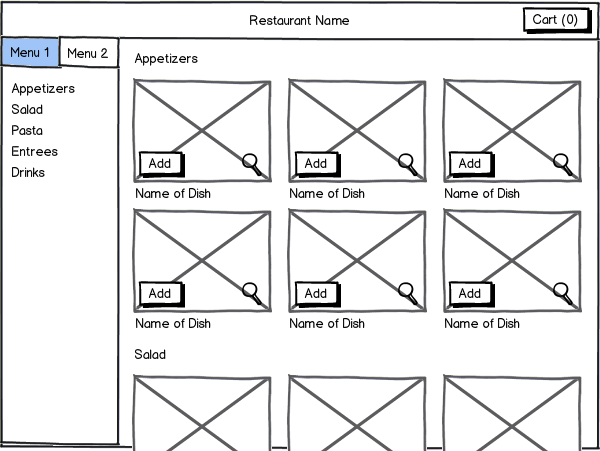 Restaurant Name
Cart (0)
Menu 1
Menu 2
Appetizers
Salad
Pasta
Entrees
Drinks
Appetizers
Add
Add
Add
Name of Dish
Name of Dish
Name of Dish
Add
Add
Add
Name of Dish
Name of Dish
Name of Dish
Salad